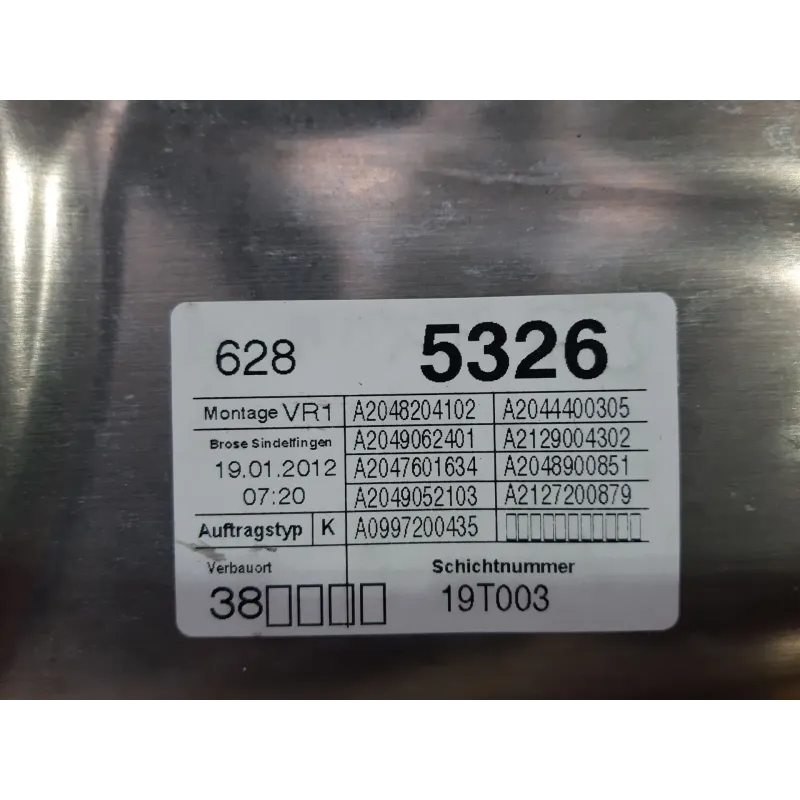 628 5326
Montage VR1 A2048204102 A2044400305
Brose Sindelfingen A2049062401 A2129004302
19.01.2012 A2047601634 A2048900851
07:20 A2049052103 A2127200879
Auftragstyp K A0997200435 ▯▯▯▯▯▯▯▯▯▯▯
Verbauort Schichtnummer
38▯▯▯▯ 19T003